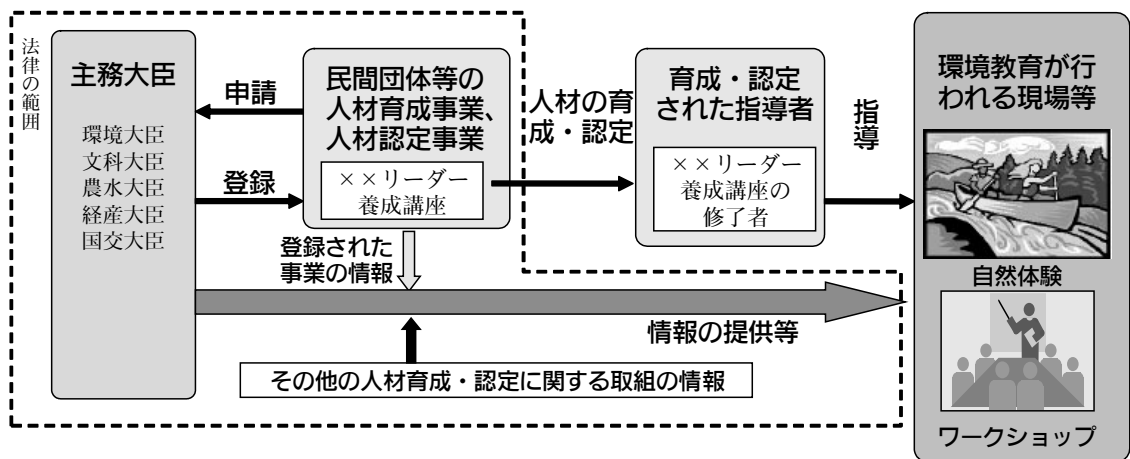 法律の範囲
主務大臣
環境大臣
文科大臣
農水大臣
経産大臣
国交大臣
申請
登録
民間団体等の
人材育成事業、
人材認定事業
××リーダー
養成講座
登録された
事業の情報
人材の育
成・認定
育成・認定
された指導者
××リーダー
養成講座の
修了者
指導
情報の提供等
その他の人材育成・認定に関する取組の情報
環境教育が行
われる現場等
自然体験
ワークショップ